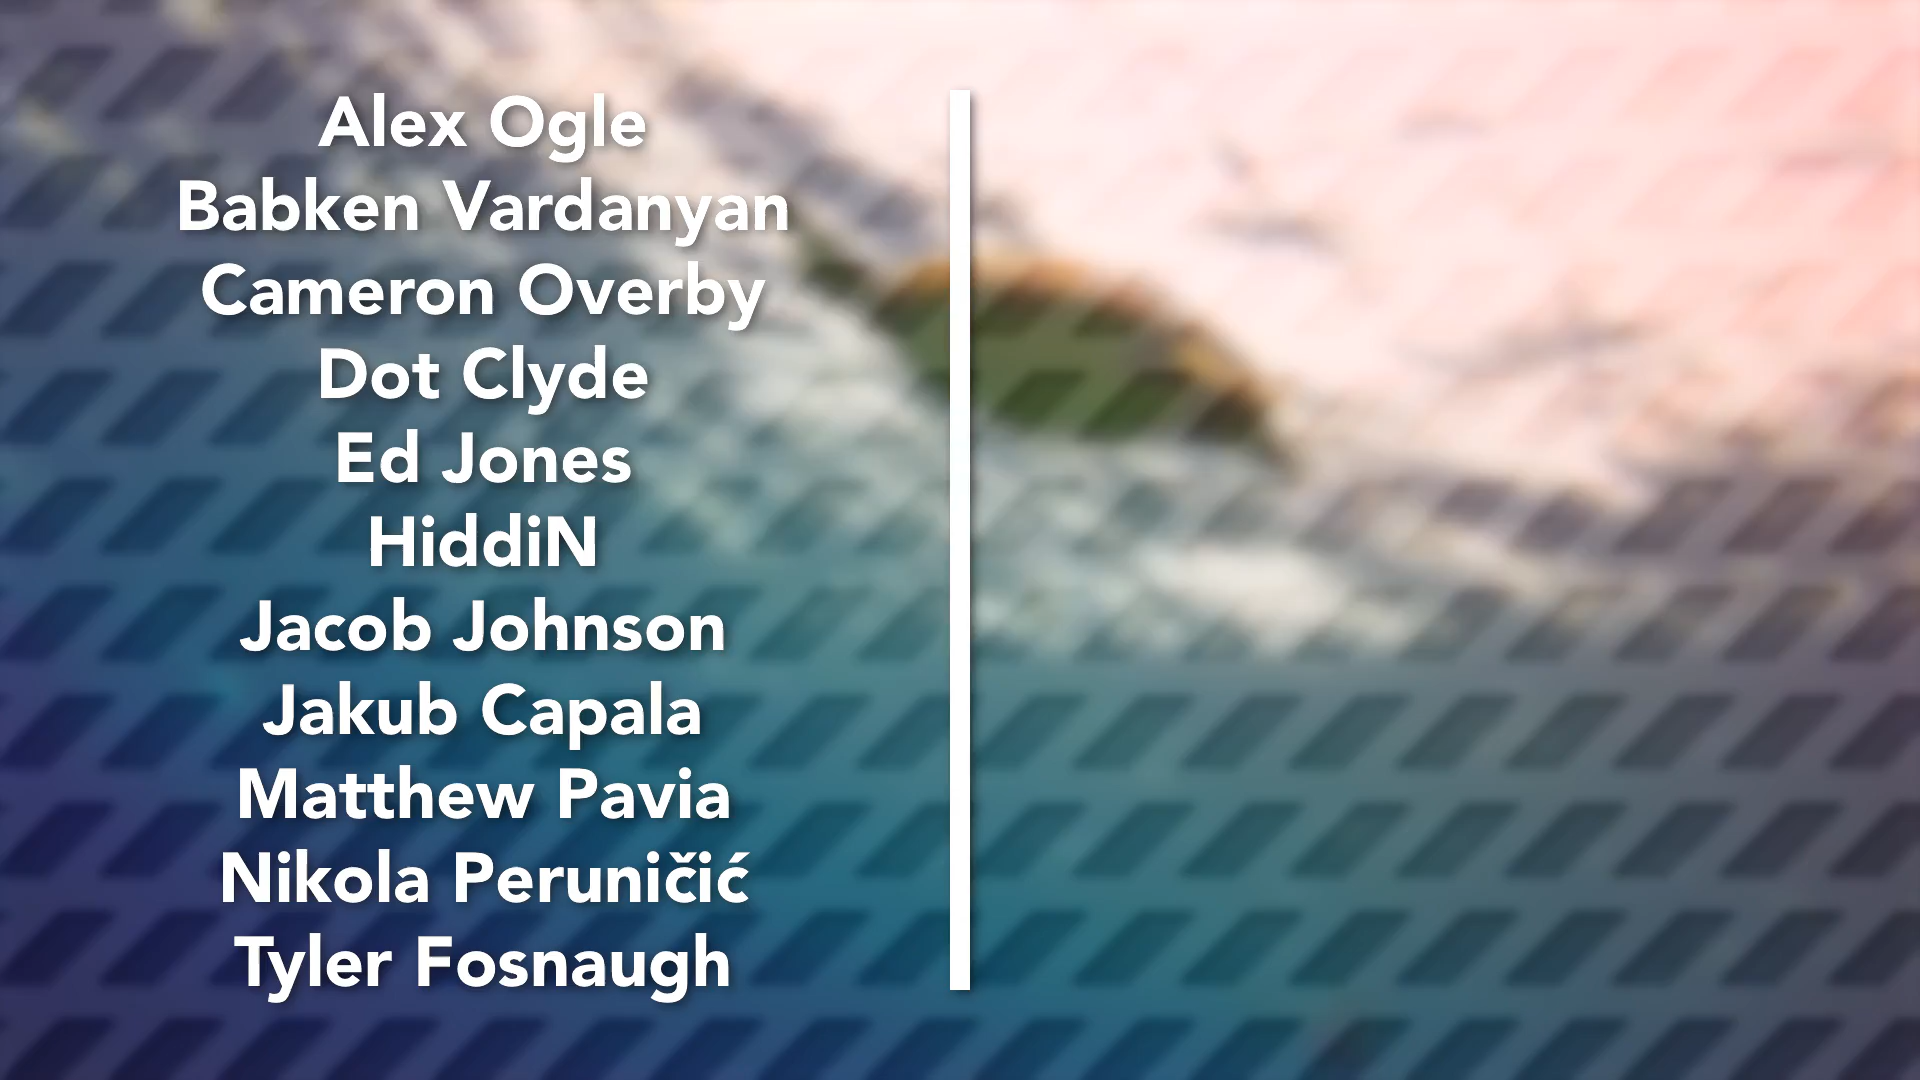 Alex Ogle
Babken Vardanyan
Cameron Overby
Dot Clyde
Ed Jones
HiddiN
Jacob Johnson
Jakub Capala
Matthew Pavia
Nikola Peruničić
Tyler Fosnaugh